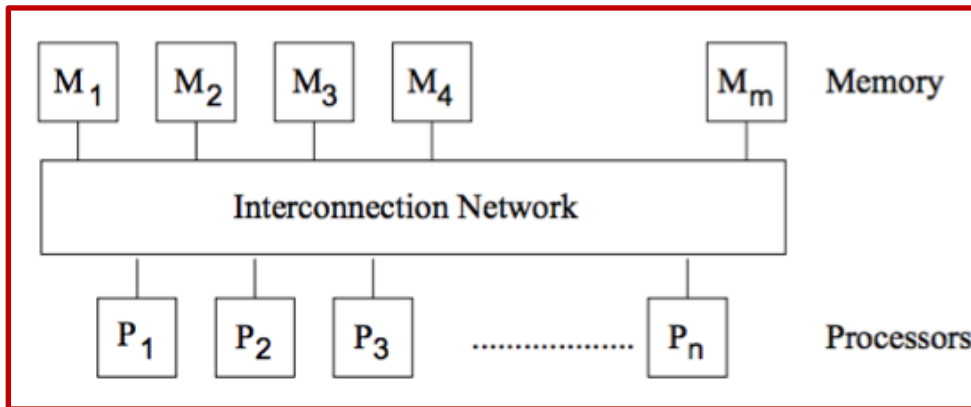 M1 M2 M3 M4 Mm Memory
Interconnection Network
P1 P2 P3 ................... Pn Processors